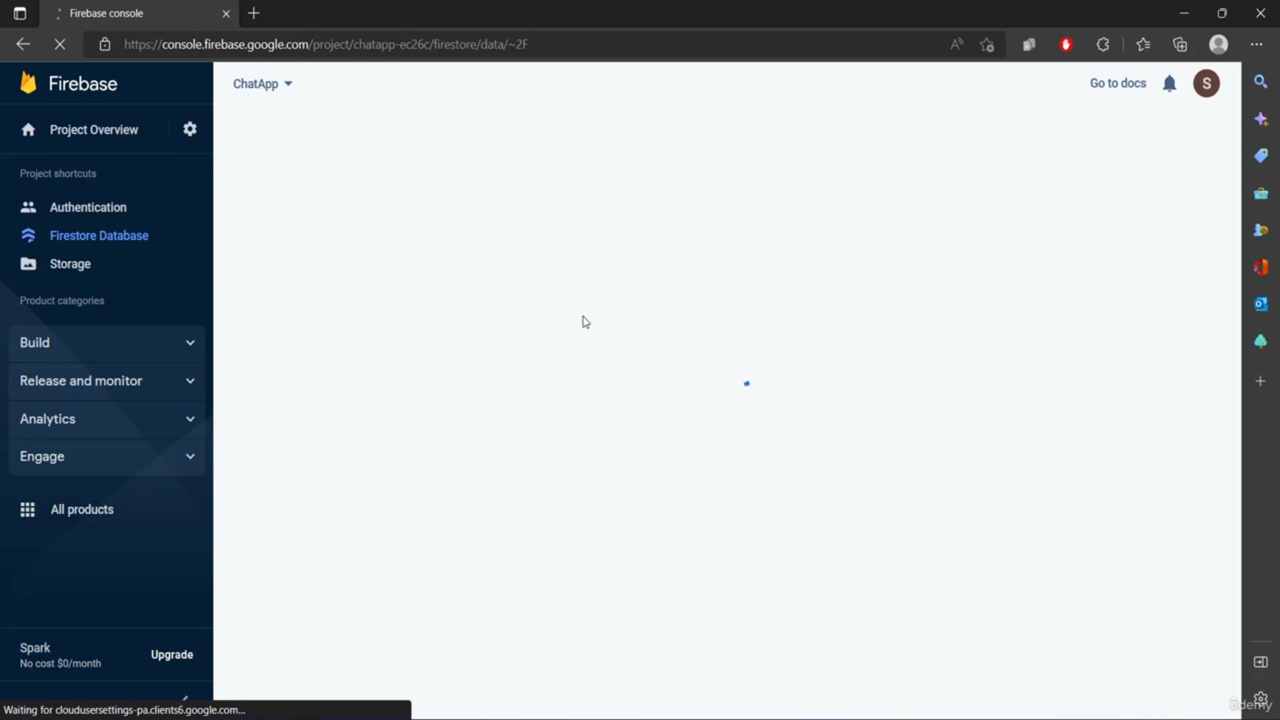 Firebase console
https://console.firebase.google.com/project/chatapp-ec26c/firestore/data/~2F
Firebase
ChatApp
Go to docs
S
Project Overview
Project shortcuts
Authentication
Firestore Database
Storage
Product categories
Build
Release and monitor
Analytics
Engage
All products
Spark
No cost $0/month
Upgrade
Waiting for cloudusersettings-pa.clients6.google.com...
ûdemy